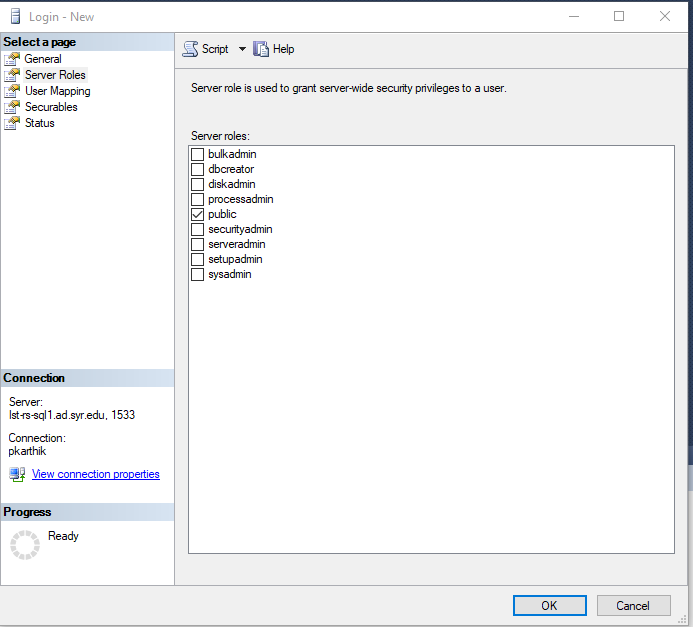 Login - New
Select a page
General
Server Roles
User Mapping
Securables
Status
Script
Help
Server role is used to grant server-wide security privileges to a user.
Server roles:
bulkadmin
dbcreator
diskadmin
processadmin
public
securityadmin
serveradmin
setupadmin
sysadmin
Connection
Server:
lst-rs-sql1.ad.syr.edu, 1533
Connection:
pkarthik
View connection properties
Progress
Ready
OK
Cancel